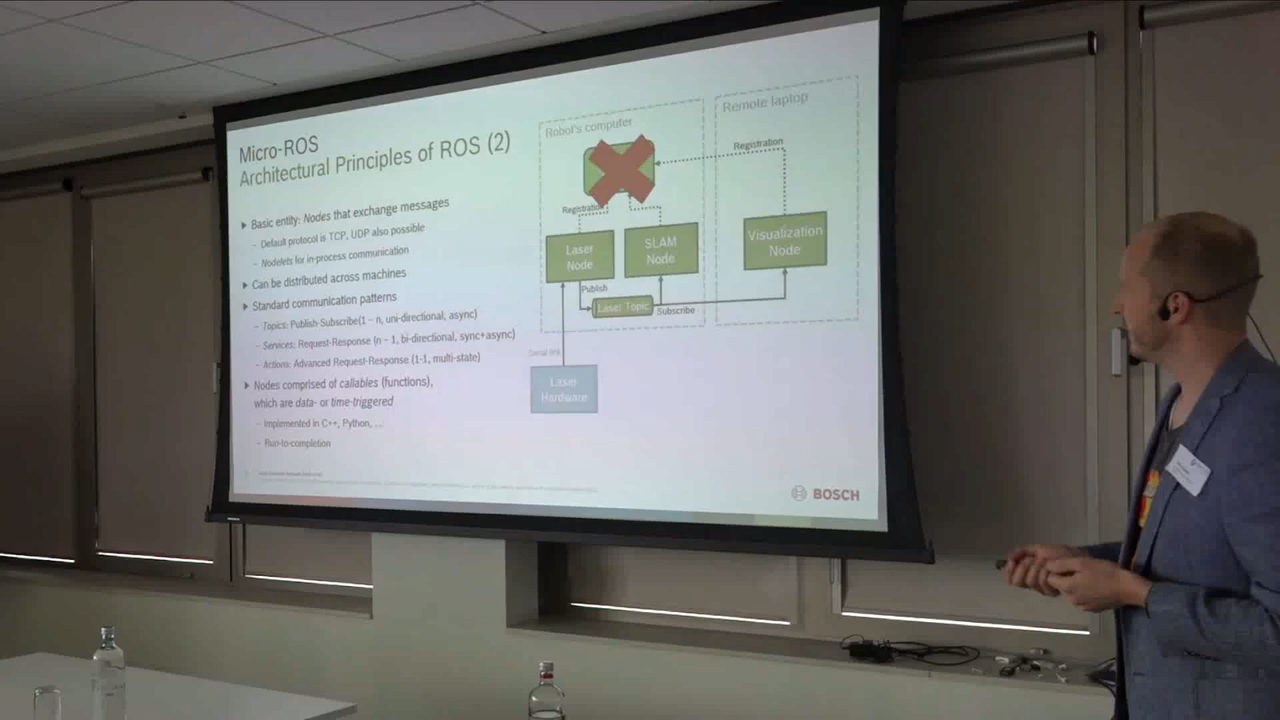 Micro-ROS
Architectural Principles of ROS (2)
Basic entity: Nodes that exchange messages
– Default protocol is TCP, UDP also possible
– Nodelets for in-process communication
Can be distributed across machines
Standard communication patterns
– Topics: Publish-Subscribe(1 – n, uni-directional, async)
– Services: Request-Response (n – 1, bi-directional, sync+async)
– Actions: Advanced Request-Response (1-1, multi-state)
Nodes comprised of callables (functions),
which are data- or time-triggered
– Implemented in C++, Python, ...
– Run-to-completion
Robot's computer
Remote laptop
Registration
Registration
Laser
Node
SLAM
Node
Visualization
Node
Publish
Laser Topic
Subscribe
Laser
Hardware
BOSCH